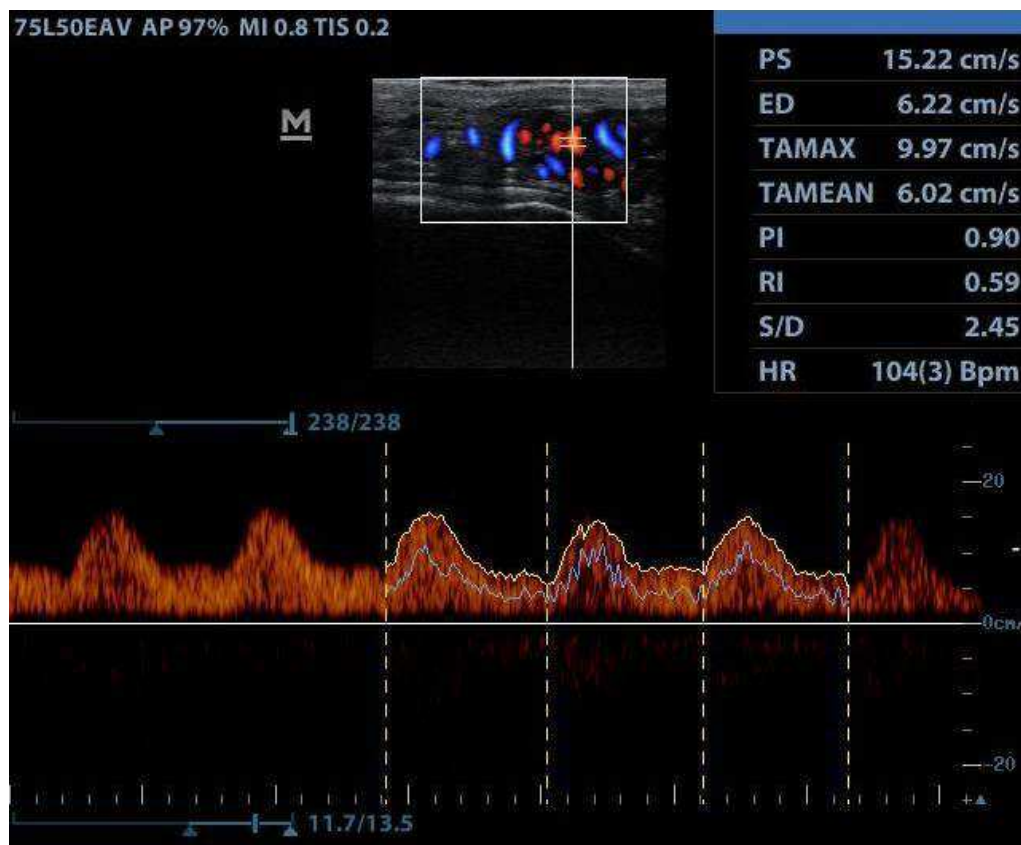 75L50EAV AP 97% MI 0.8 TIS 0.2
M
PS 15.22 cm/s
ED 6.22 cm/s
TAMAX 9.97 cm/s
TAMEAN 6.02 cm/s
PI 0.90
RI 0.59
S/D 2.45
HR 104(3) Bpm
238/238
20
0cm/
-20
+
11.7/13.5